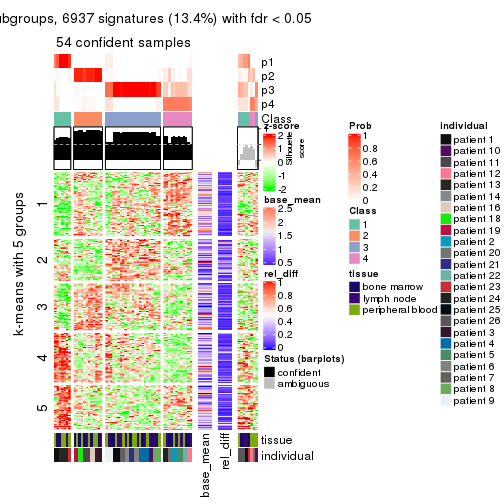 ubgroups, 6937 signatures (13.4%) with fdr < 0.05
54 confident samples
p1
p2
p3
p4
Class
z-score
2
1
0
-1
-2
Silhouette
score
base_mean
2.5
2
1.5
1
0.5
rel_diff
1
0.8
0.6
0.4
0.2
0
Status (barplots)
confident
ambiguous
Prob
1
0.8
0.6
0.4
0.2
0
Class
1
2
3
4
tissue
bone marrow
lymph node
peripheral blood
individual
patient 1
patient 10
patient 11
patient 12
patient 13
patient 14
patient 16
patient 18
patient 19
patient 2
patient 20
patient 21
patient 22
patient 23
patient 24
patient 25
patient 26
patient 3
patient 4
patient 5
patient 6
patient 7
patient 8
patient 9
k-means with 5 groups
1
2
3
4
5
tissue
individual
base_mean
rel_diff